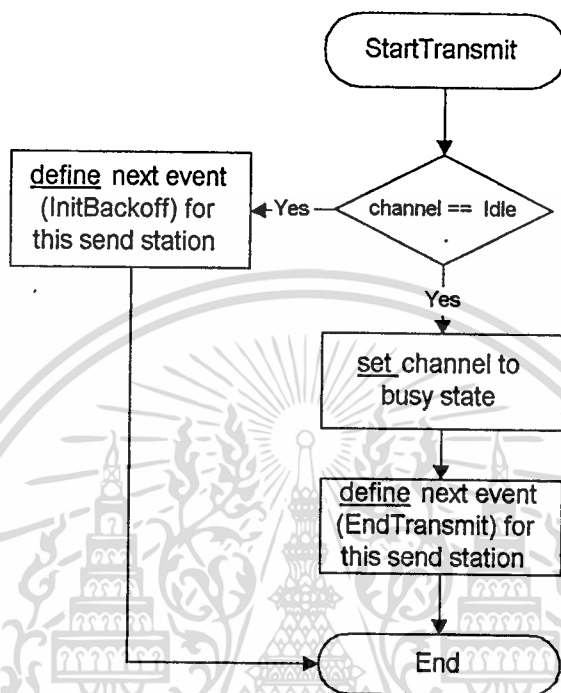 StartTransmit
channel == Idle
Yes
define next event
(InitBackoff) for
this send station
Yes
set channel to
busy state
define next event
(EndTransmit) for
this send station
End